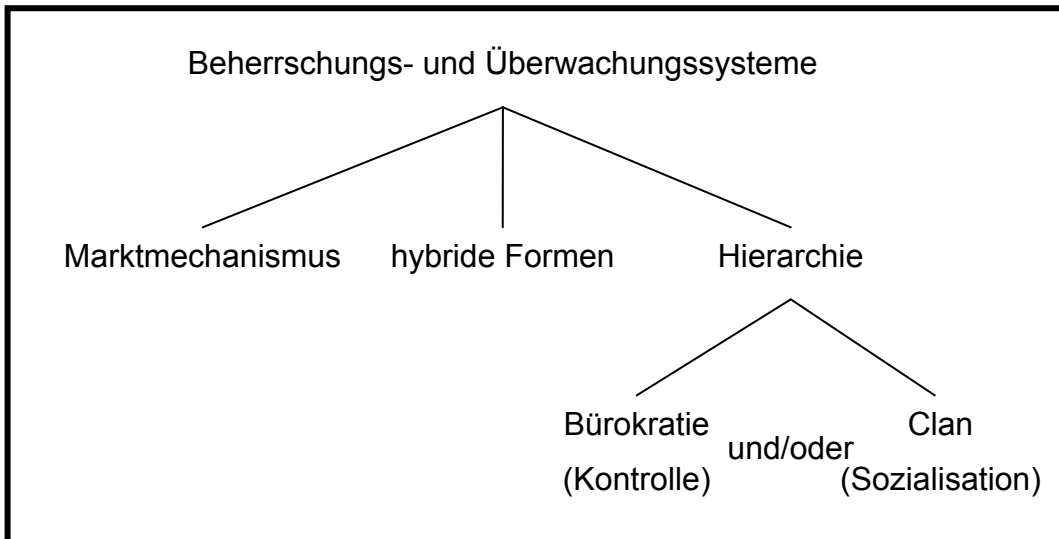 Beherrschungs- und Überwachungssysteme
Marktmechanismus hybride Formen Hierarchie
Bürokratie und/oder Clan
(Kontrolle) (Sozialisation)